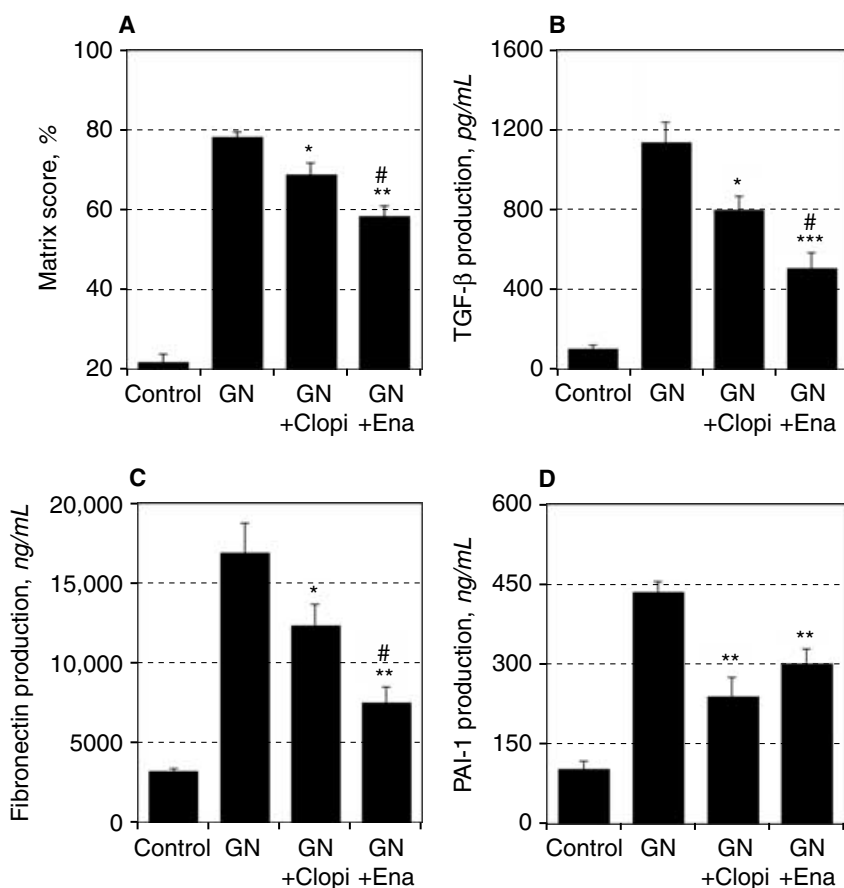 A
Matrix score, %
100
80
60
40
20
*
#
**
Control
GN
GN
+Clopi
GN
+Ena
B
TGF-β production, pg/mL
1600
1200
800
400
0
*
#
***
Control
GN
GN
+Clopi
GN
+Ena
C
Fibronectin production, ng/mL
20,000
15,000
10,000
5000
0
*
#
**
Control
GN
GN
+Clopi
GN
+Ena
D
PAI-1 production, ng/mL
600
450
300
150
0
**
**
Control
GN
GN
+Clopi
GN
+Ena